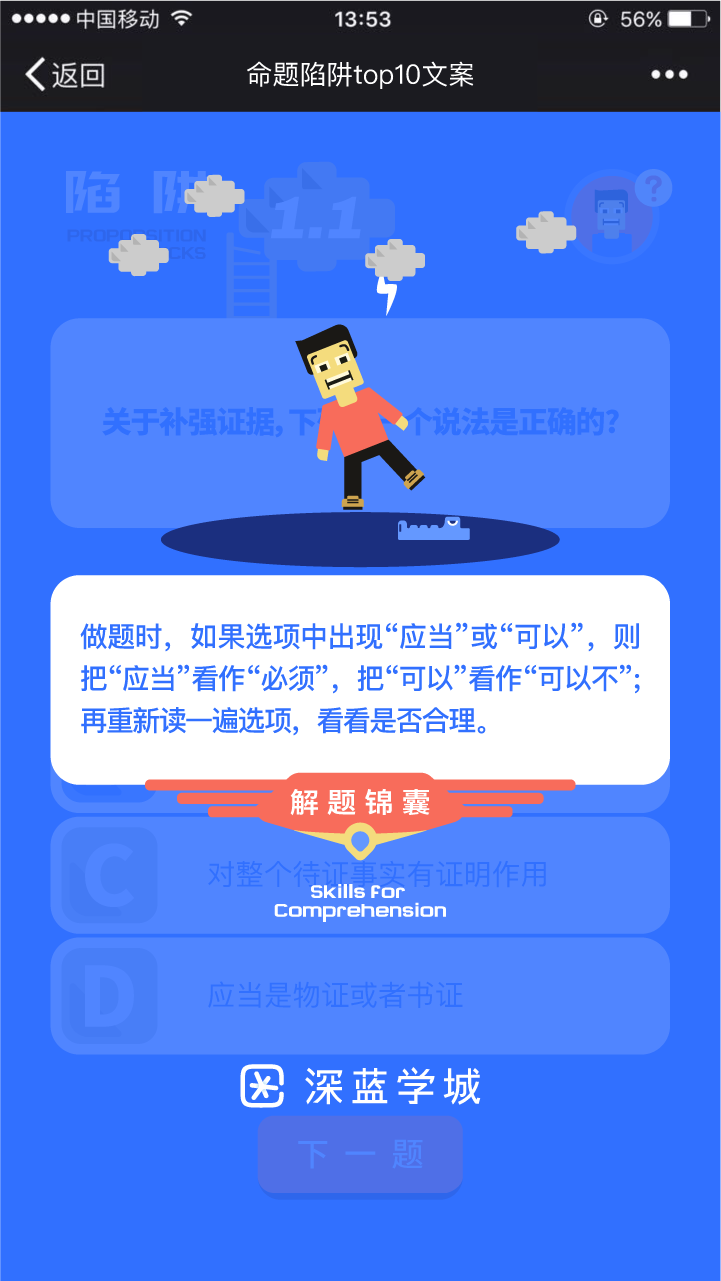 中国移动
13:53
56%
返回
命题陷阱top10文案
陷 阱
1.1
?
PROPOSITION
关于补强证据,下
个说法是正确的?
做题时，如果选项中出现“应当”或“可以”，则
把“应当”看作“必须”，把“可以”看作“可以不”；
再重新读一遍选项，看看是否合理。
解题锦囊
C
对整个待证事实有证明作用
Skills for
Comprehension
D
应当是物证或者书证
深蓝学城
下一题